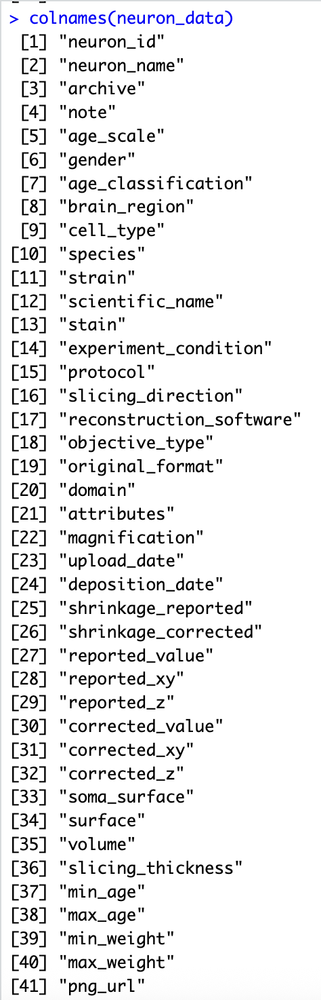 > colnames(neuron_data)
[1] "neuron_id"
[2] "neuron_name"
[3] "archive"
[4] "note"
[5] "age_scale"
[6] "gender"
[7] "age_classification"
[8] "brain_region"
[9] "cell_type"
[10] "species"
[11] "strain"
[12] "scientific_name"
[13] "stain"
[14] "experiment_condition"
[15] "protocol"
[16] "slicing_direction"
[17] "reconstruction_software"
[18] "objective_type"
[19] "original_format"
[20] "domain"
[21] "attributes"
[22] "magnification"
[23] "upload_date"
[24] "deposition_date"
[25] "shrinkage_reported"
[26] "shrinkage_corrected"
[27] "reported_value"
[28] "reported_xy"
[29] "reported_z"
[30] "corrected_value"
[31] "corrected_xy"
[32] "corrected_z"
[33] "soma_surface"
[34] "surface"
[35] "volume"
[36] "slicing_thickness"
[37] "min_age"
[38] "max_age"
[39] "min_weight"
[40] "max_weight"
[41] "png_url"